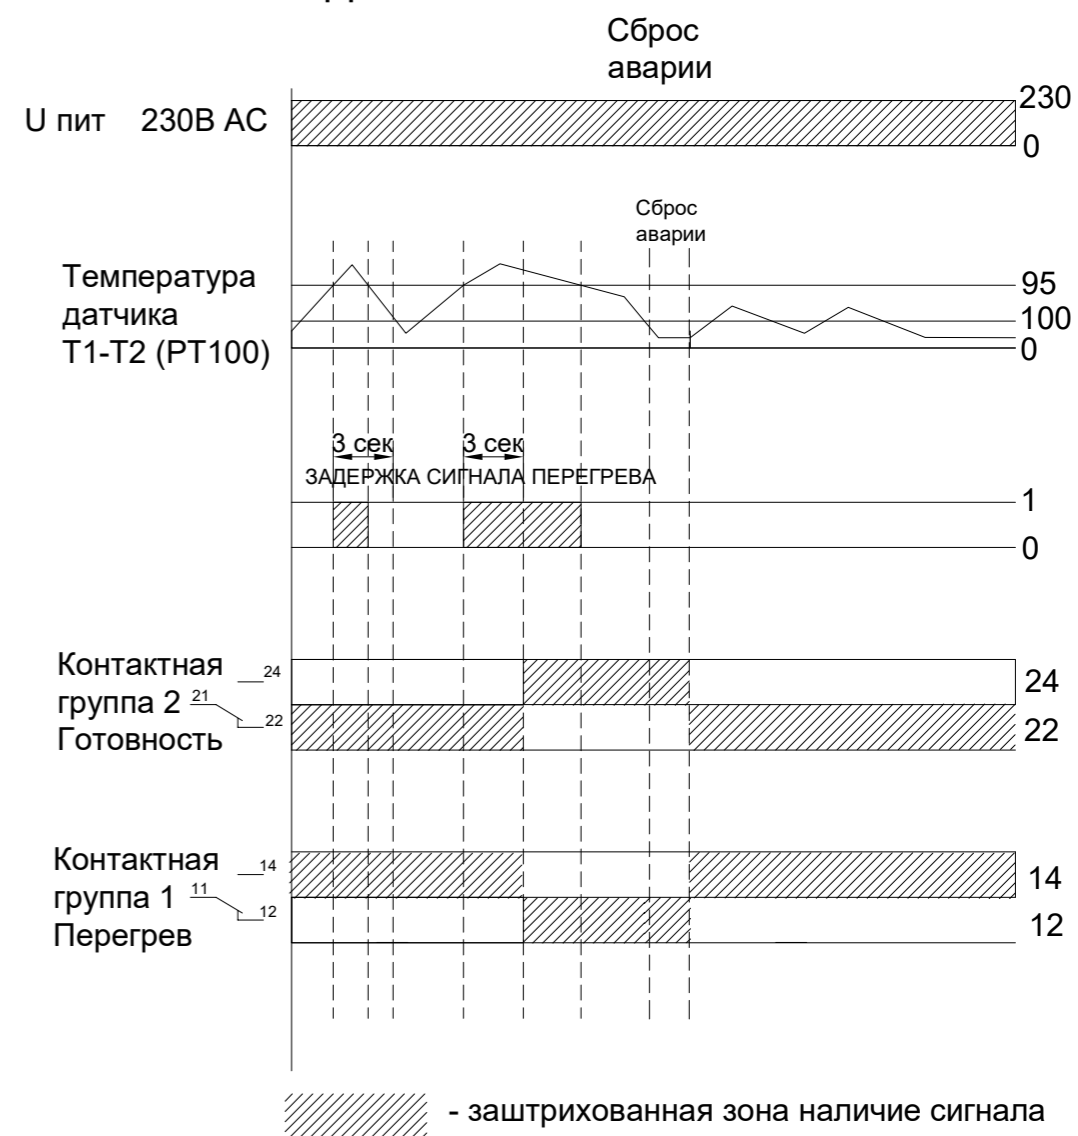 Сброс
аварии
U пит 230В AC
230
0
Сброс
аварии
Температура
датчика
T1-T2 (PT100)
95
100
0
3 сек
3 сек
ЗАДЕРЖКА СИГНАЛА ПЕРЕГРЕВА
1
0
Контактная
группа 2
Готовность
24
21
22
24
22
Контактная
группа 1
Перегрев
14
11
12
14
12
- заштрихованная зона наличие сигнала